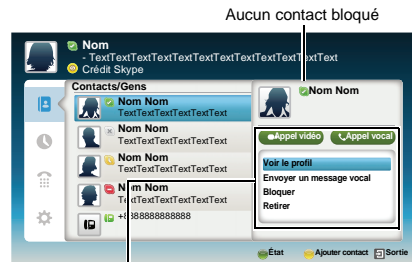 Aucun contact bloqué
Nom
- TextTextTextTextTextTextTextTextTextTextText
Crédit Skype
Contacts/Gens
Nom Nom
TextTextTextTextText
Nom Nom
TextTextTextTextText
Nom Nom
TextTextTextTextText
Nom Nom
TextTextTextTextText
+8888888888888
Nom Nom
Appel vidéo
Appel vocal
Voir le profil
Envoyer un message vocal
Bloquer
Retirer
État
Ajouter contact
Sortie